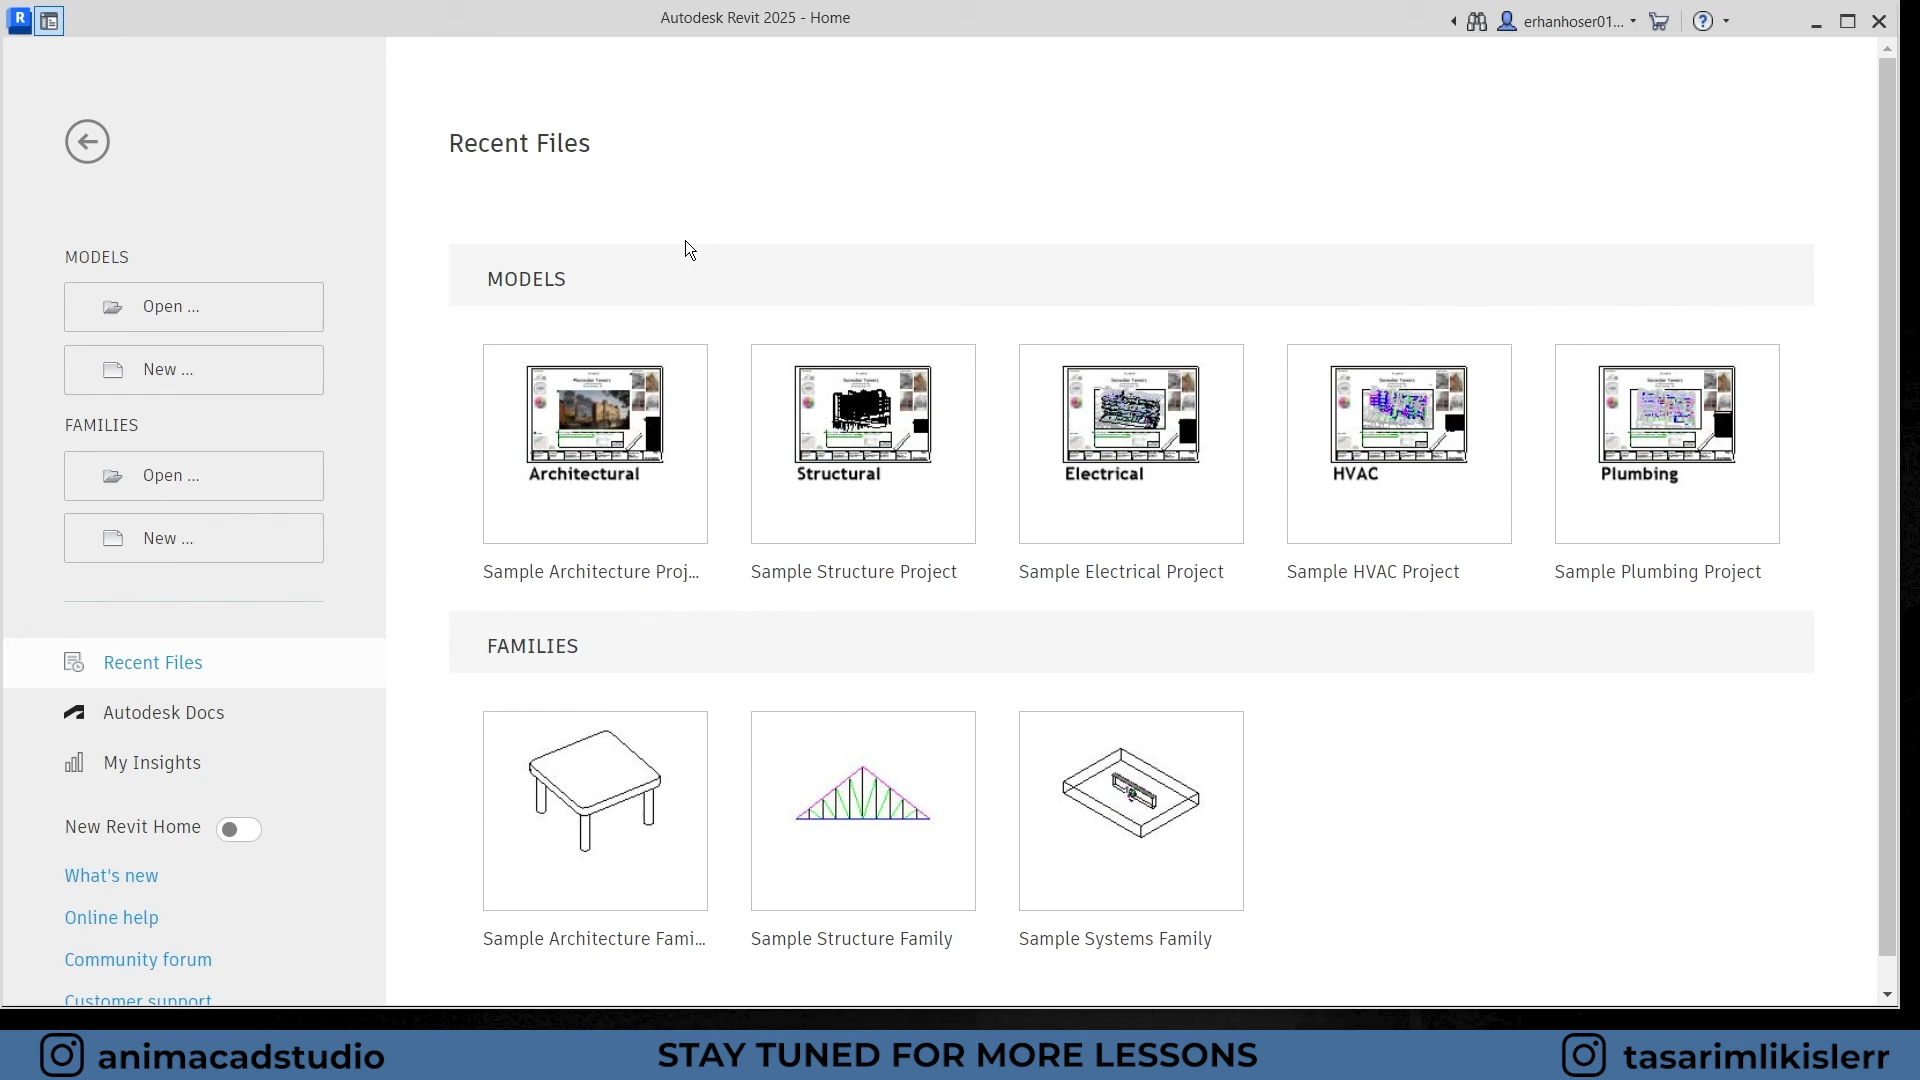 R
Autodesk Revit 2025 - Home
erhanhoser01...
?
Recent Files
MODELS
Open ...
New ...
FAMILIES
Open ...
New ...
Recent Files
Autodesk Docs
My Insights
New Revit Home
What's new
Online help
Community forum
Customer support
MODELS
Architectural
Structural
Electrical
HVAC
Plumbing
Sample Architecture Proj...
Sample Structure Project
Sample Electrical Project
Sample HVAC Project
Sample Plumbing Project
FAMILIES
Sample Architecture Fami...
Sample Structure Family
Sample Systems Family
animacadstudio
STAY TUNED FOR MORE LESSONS
tasarimlikislerr